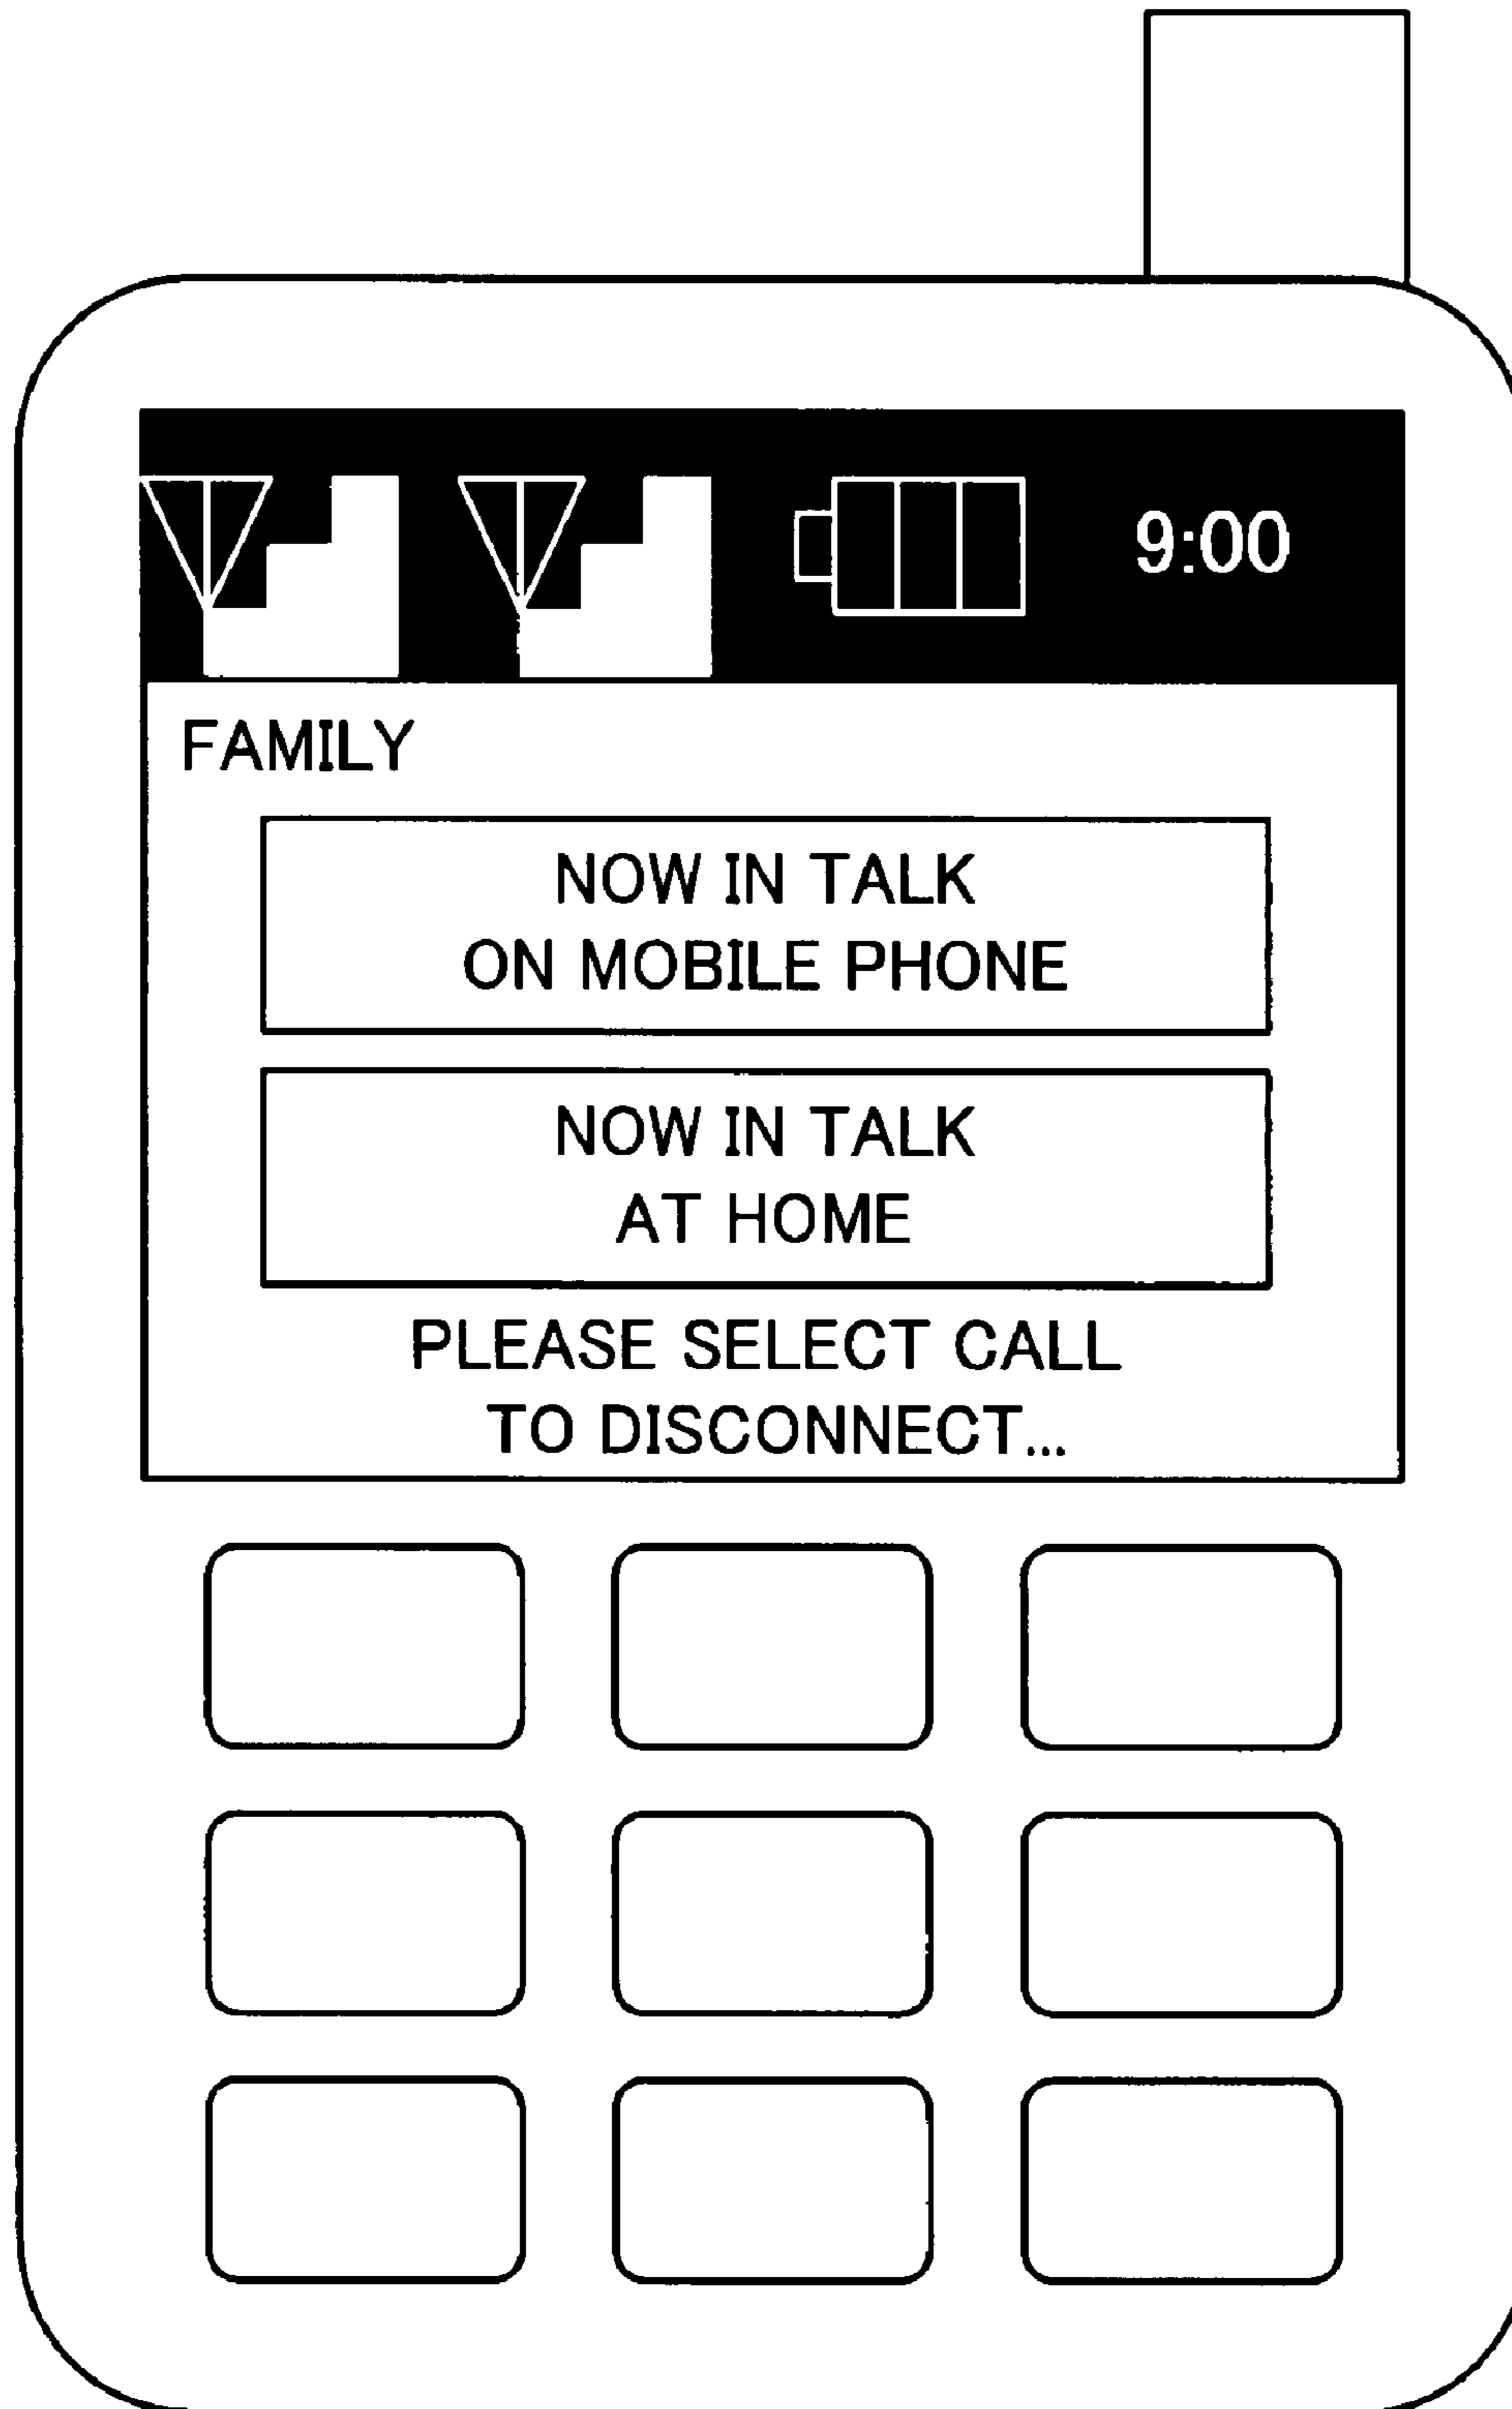 9:00
FAMILY
NOW IN TALK
ON MOBILE PHONE
NOW IN TALK
AT HOME
PLEASE SELECT CALL
TO DISCONNECT...